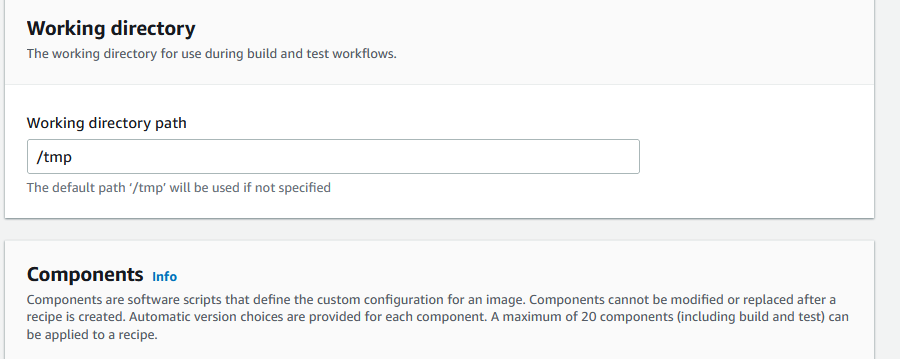 Working directory
The working directory for use during build and test workflows.
Working directory path
/tmp
The default path ‘/tmp’ will be used if not specified
Components Info
Components are software scripts that define the custom configuration for an image. Components cannot be modified or replaced after a
recipe is created. Automatic version choices are provided for each component. A maximum of 20 components (including build and test) can
be applied to a recipe.